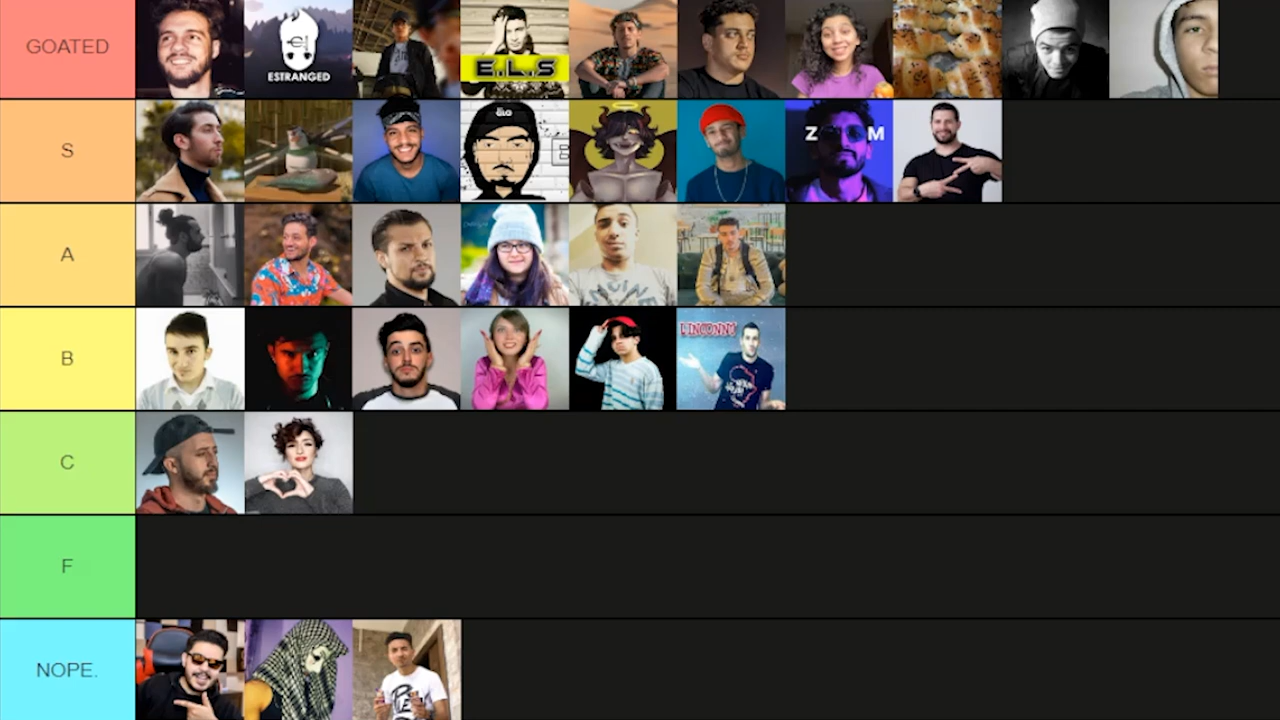 GOATED
ESTRANGED
E.L.S
S
Z M
A
B
L'INCONNU
C
F
NOPE.